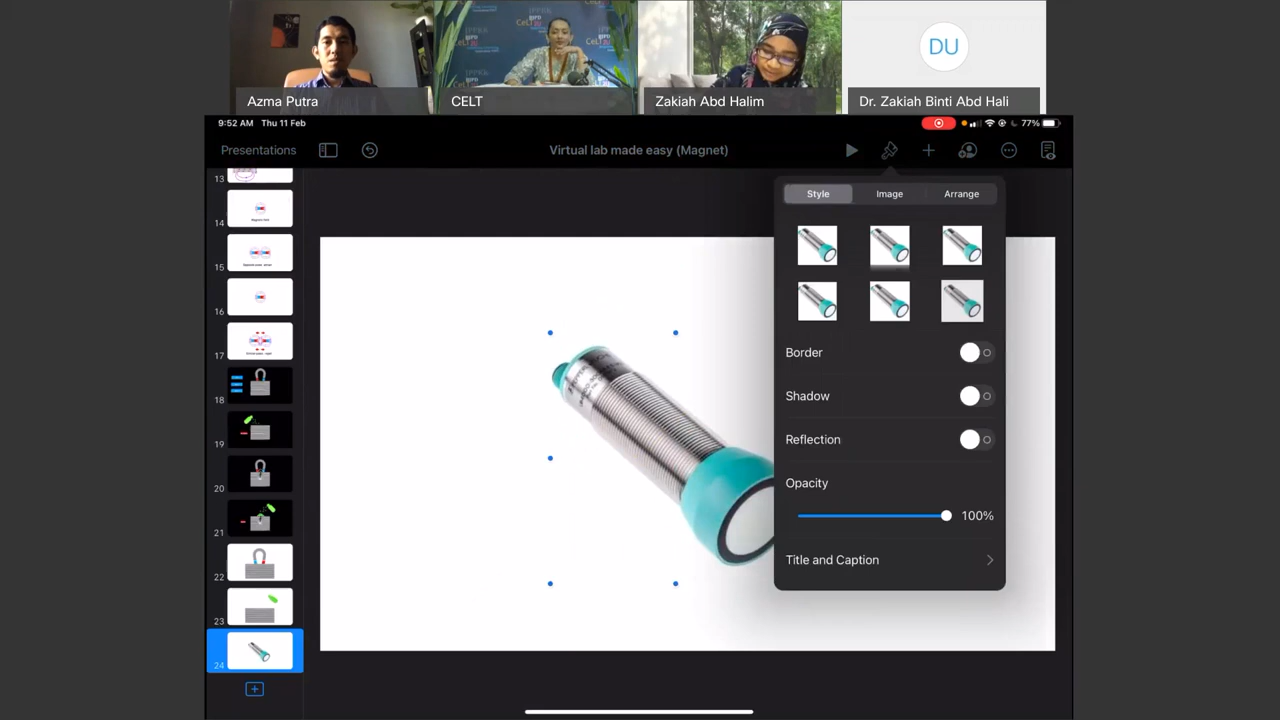 Azma Putra
CELT
Zakiah Abd Halim
DU
Dr. Zakiah Binti Abd Hali
9:52 AM Thu 11 Feb
77%
Presentations
Virtual lab made easy (Magnet)
Style
Image
Arrange
13
14
15
16
17
18
19
20
21
22
23
24
Border
Shadow
Reflection
Opacity
100%
Title and Caption